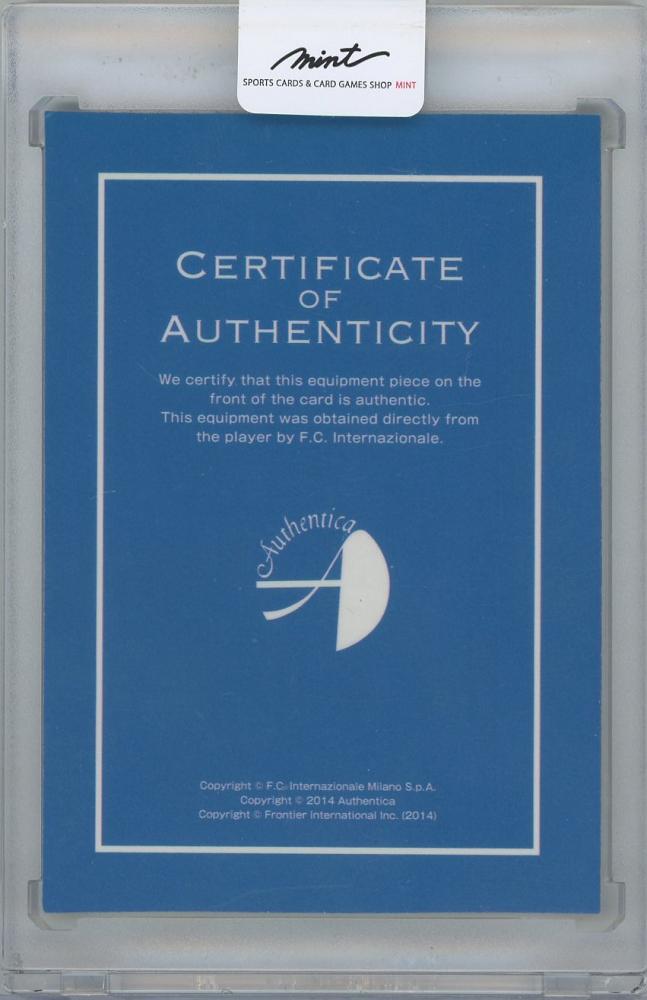 mint
SPORTS CARDS & CARD GAMES SHOP MINT
CERTIFICATE
OF
AUTHENTICITY
We certify that this equipment piece on the
front of the card is authentic.
This equipment was obtained directly from
the player by F.C. Internazionale.
Authentica
Copyright © F.C. Internazionale Milano S.p.A.
Copyright © 2014 Authentica
Copyright © Frontier International Inc. (2014)